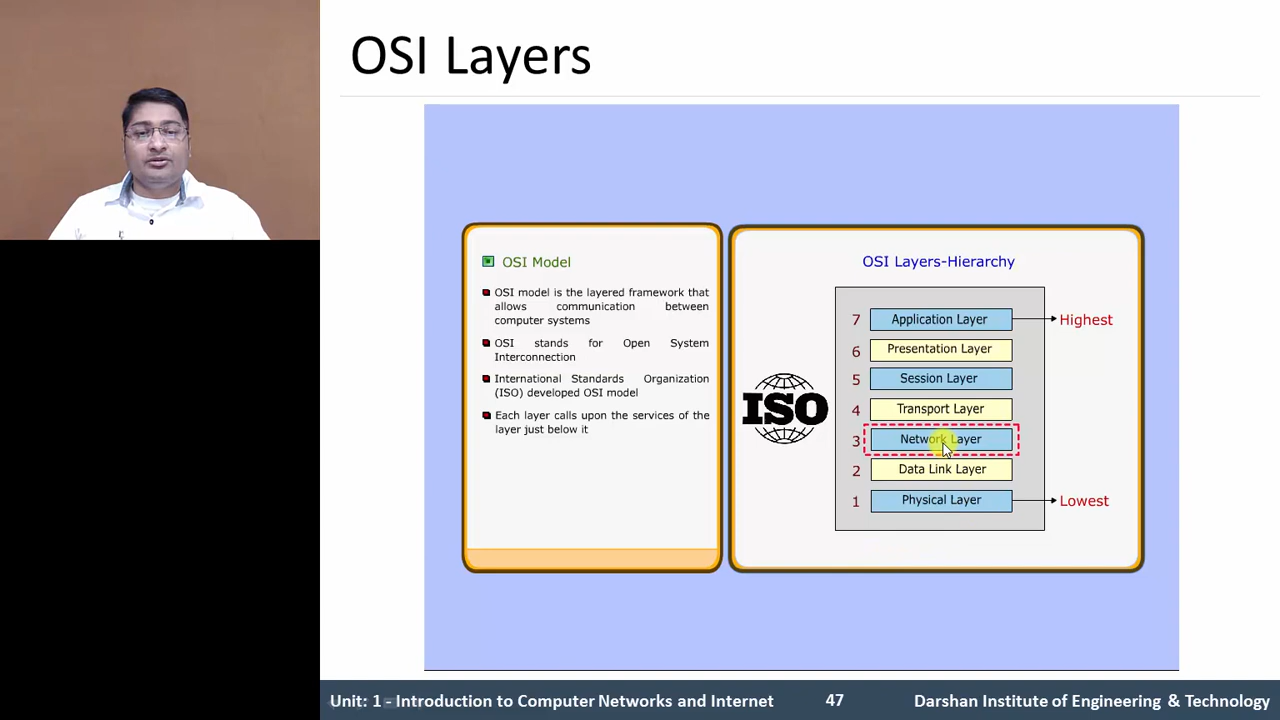 OSI Layers
OSI Model
OSI model is the layered framework that
allows communication between
computer systems
OSI stands for Open System
Interconnection
International Standards Organization
(ISO) developed OSI model
Each layer calls upon the services of the
layer just below it
OSI Layers-Hierarchy
ISO
7 Application Layer Highest
6 Presentation Layer
5 Session Layer
4 Transport Layer
3 Network Layer
2 Data Link Layer
1 Physical Layer Lowest
Unit: 1 - Introduction to Computer Networks and Internet 47 Darshan Institute of Engineering & Technology